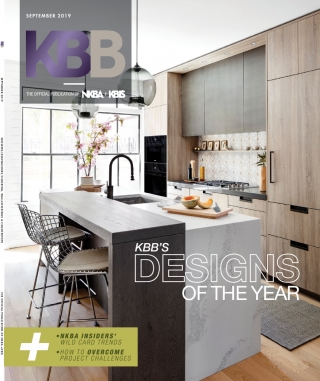 SEPTEMBER 2019
KBB
THE OFFICIAL PUBLICATION of NKBA + KBIS
KBB'S
DESIGNS
OF THE YEAR
+
•NKBA INSIDERS'
WILD CARD TRENDS
•HOW TO OVERCOME
PROJECT CHALLENGES